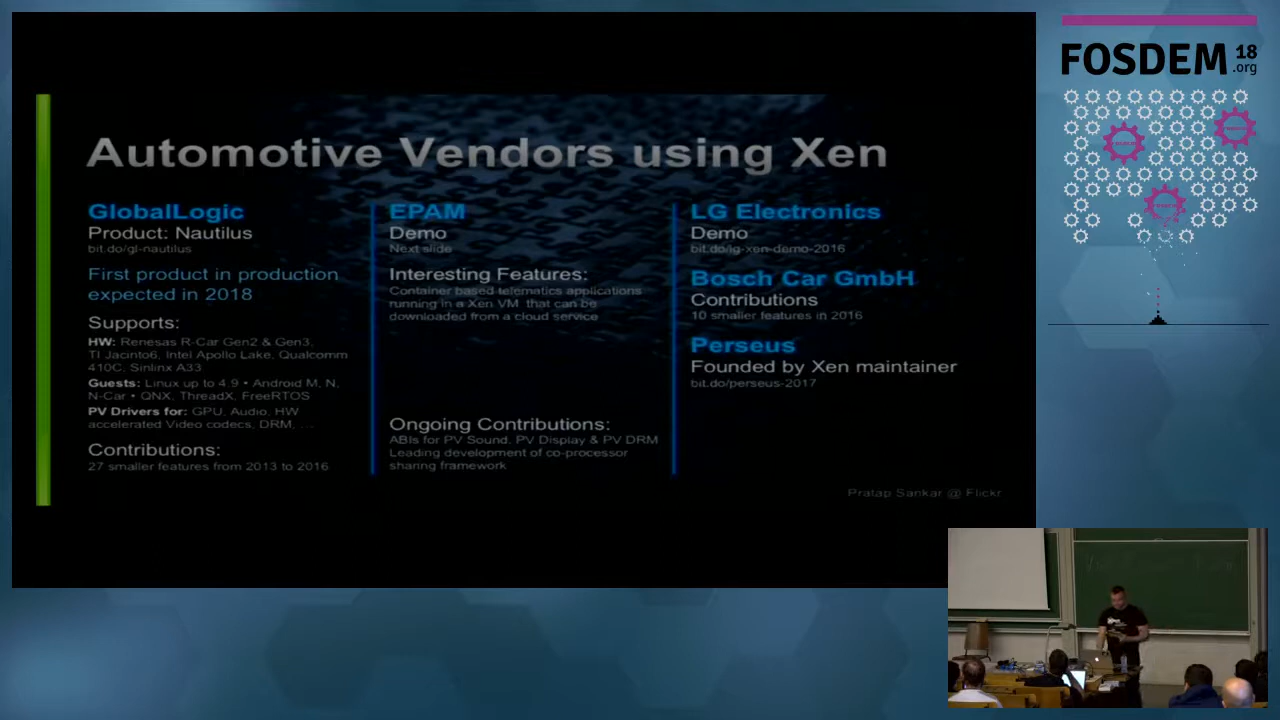 Automotive Vendors using Xen
GlobalLogic
Product: Nautilus
bit.do/gl-nautilus
First product in production
expected in 2018
Supports:
HW: Renesas R-Car Gen2 & Gen3,
TI Jacinto6, Intel Apollo Lake, Qualcomm
410C, Sinlinx A33
Guests: Linux up to 4.9 • Android M, N,
N-Car • QNX, ThreadX, FreeRTOS
PV Drivers for: GPU, Audio, HW
accelerated Video codecs, DRM, ...
Contributions:
27 smaller features from 2013 to 2016
EPAM
Demo
Next slide
Interesting Features:
Container based telematics applications
running in a Xen VM that can be
downloaded from a cloud service
Ongoing Contributions:
ABIs for PV Sound, PV Display & PV DRM
Leading development of co-processor
sharing framework
LG Electronics
Demo
bit.do/lg-xen-demo-2016
Bosch Car GmbH
Contributions
10 smaller features in 2016
Perseus
Founded by Xen maintainer
bit.do/perseus-2017
Pratap Sankar @ Flickr
FOSDEM 18
.org